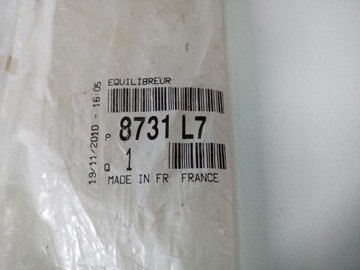 EQUILIBREUR
P 8731 L7
Q 1
MADE IN FR FRANCE
19/11/2010 - 16:05